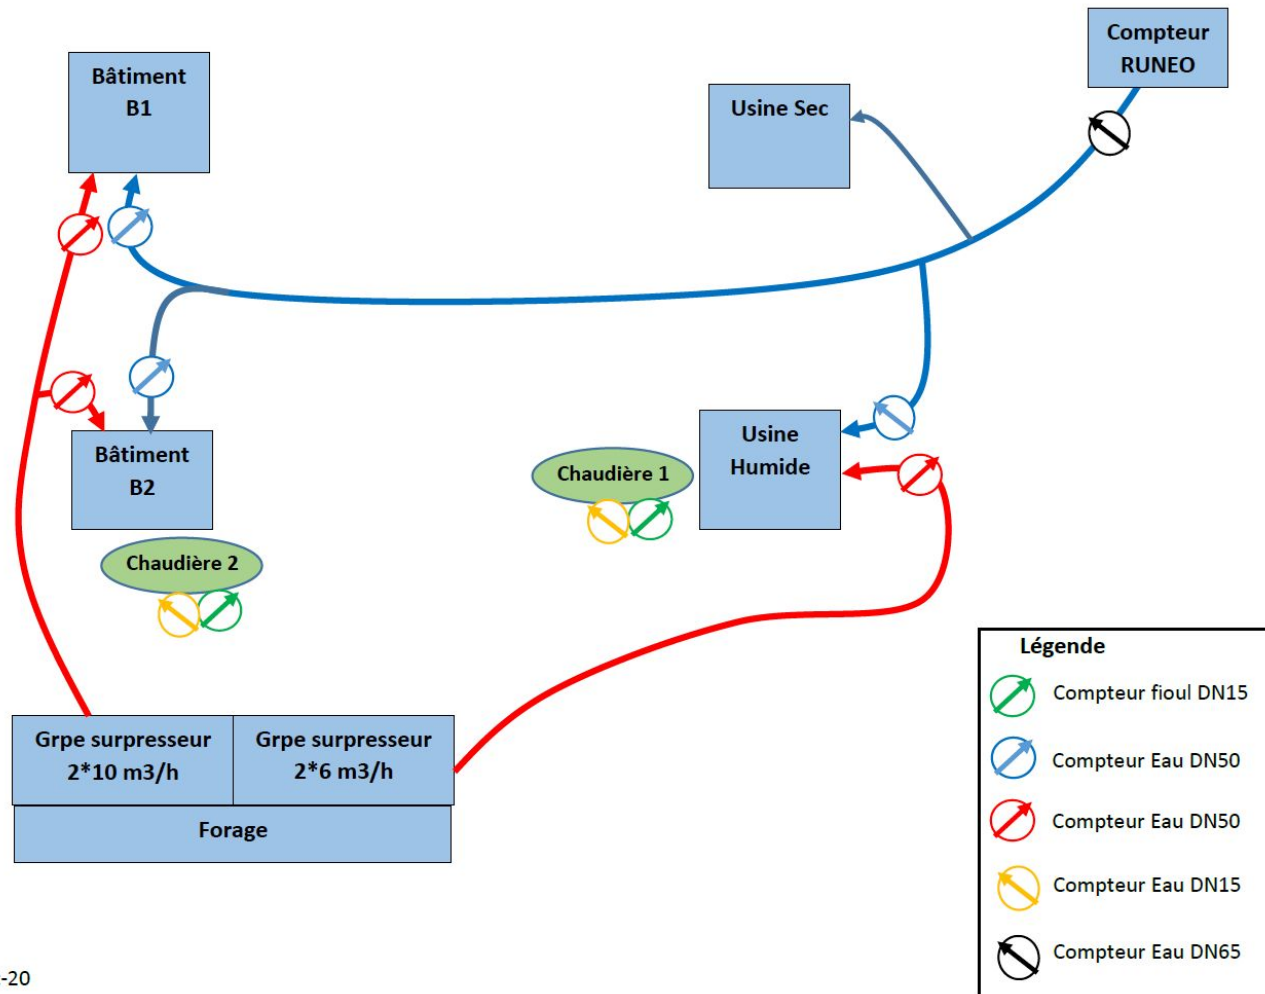 Compteur
RUNEO
Bâtiment
B1
Usine Sec
Bâtiment
B2
Usine
Humide
Chaudière 1
Chaudière 2
Grpe surpresseur
2*10 m3/h
Grpe surpresseur
2*6 m3/h
Forage
Légende
Compteur fioul DN15
Compteur Eau DN50
Compteur Eau DN50
Compteur Eau DN15
Compteur Eau DN65
-20